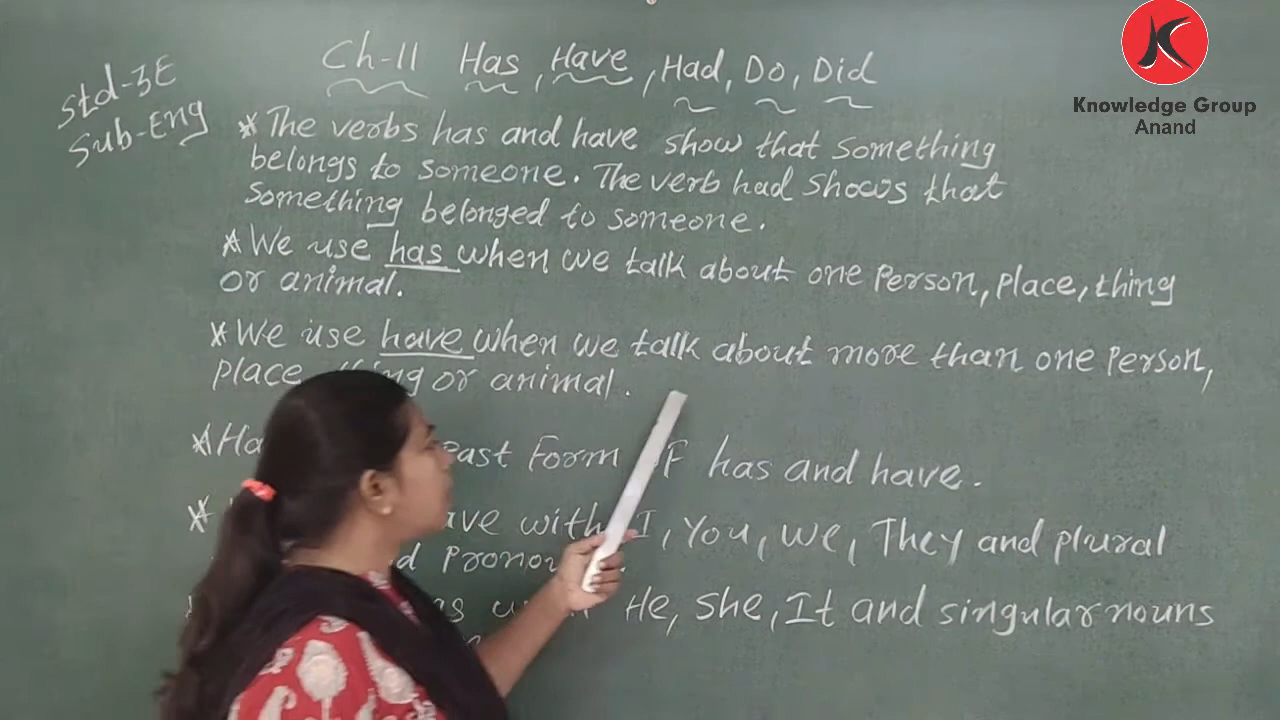 Ch-11 Has, Have, Had, Do, Did
Std-3E
Sub-Eng
Knowledge Group
Anand
* The verbs has and have show that something
belongs to someone. The verb had shows that
something belonged to someone.
* We use has when we talk about one Person, place, thing
or animal.
* We use have when we talk about more than one person,
place or animal.
* Past Form of has and have.
* with I, You, We, They and plural
* He, She, It and singular nouns